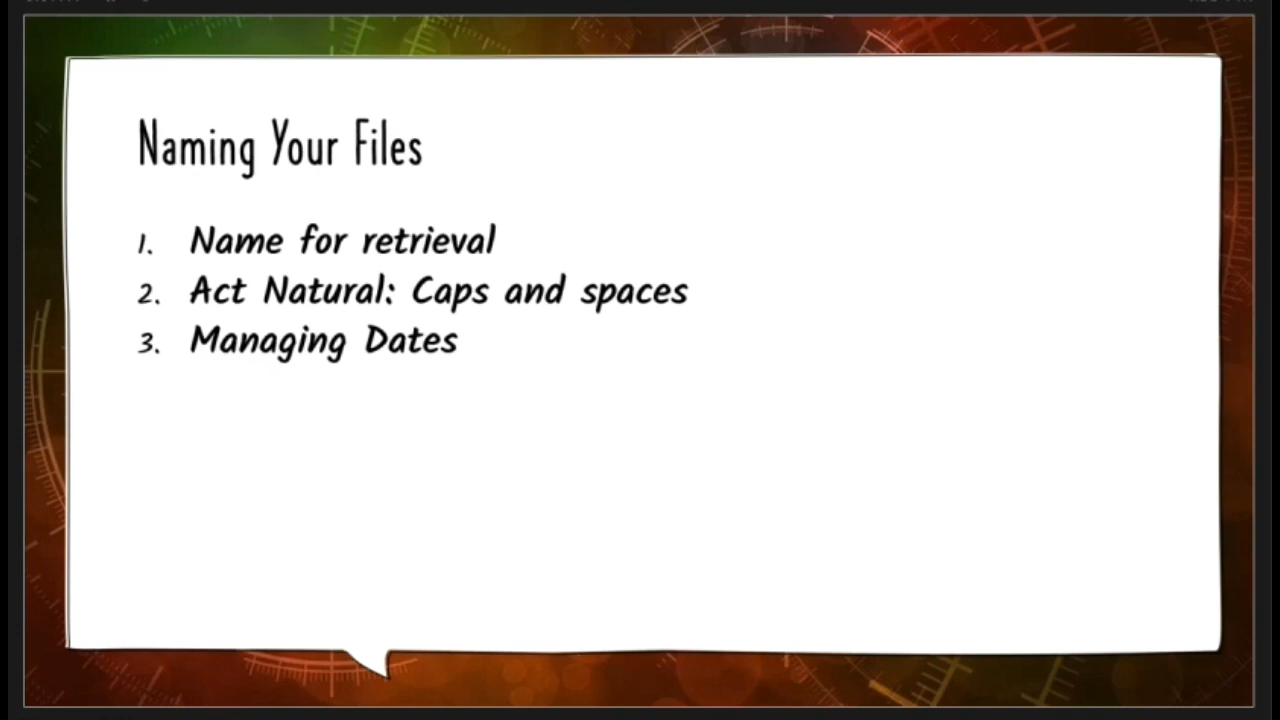 Naming Your Files
1. Name for retrieval
2. Act Natural: Caps and spaces
3. Managing Dates